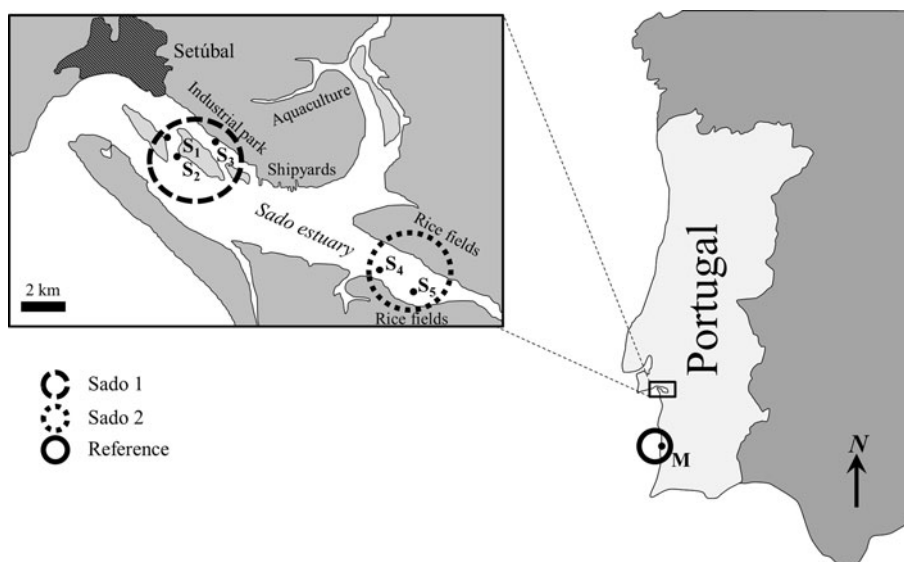 Setúbal
Industrial park
Aquaculture
S1
S3
S2
Shipyards
Sado estuary
Rice fields
S4
S5
2 km
Rice fields
Portugal
Sado 1
Sado 2
Reference
M
N